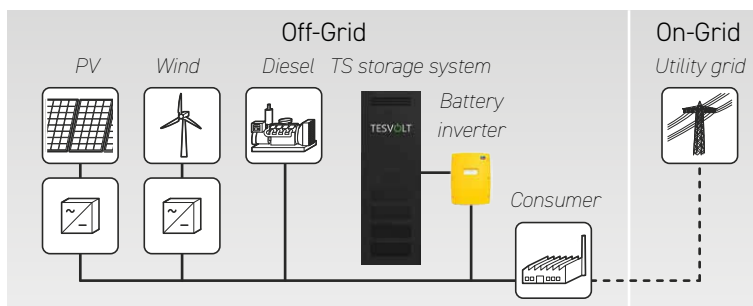 Off-Grid
On-Grid
PV
Wind
Diesel
TS storage system
Utility grid
Battery
inverter
TESVOLT
Consumer